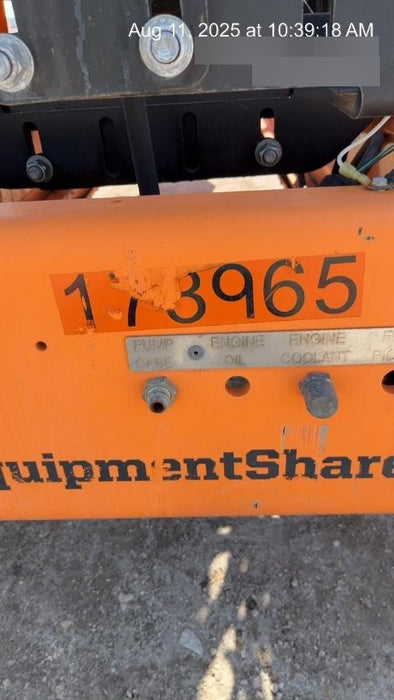 Aug 11, 2025 at 10:39:18 AM
173965
PUMP ENGINE ENGINE
CASE OIL COOLANT
quipmentShare